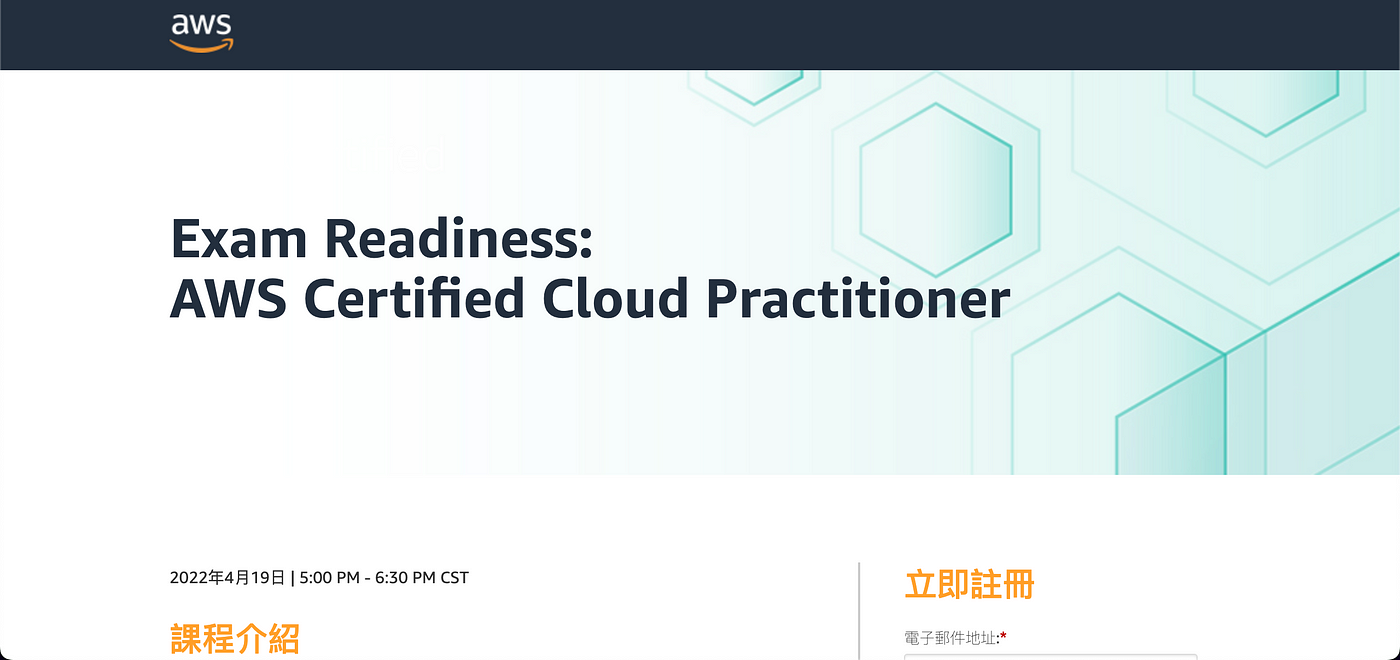 aws
Exam Readiness:
AWS Certified Cloud Practitioner
2022年4月19日 | 5:00 PM - 6:30 PM CST
課程介紹
立即註冊
電子郵件地址:*